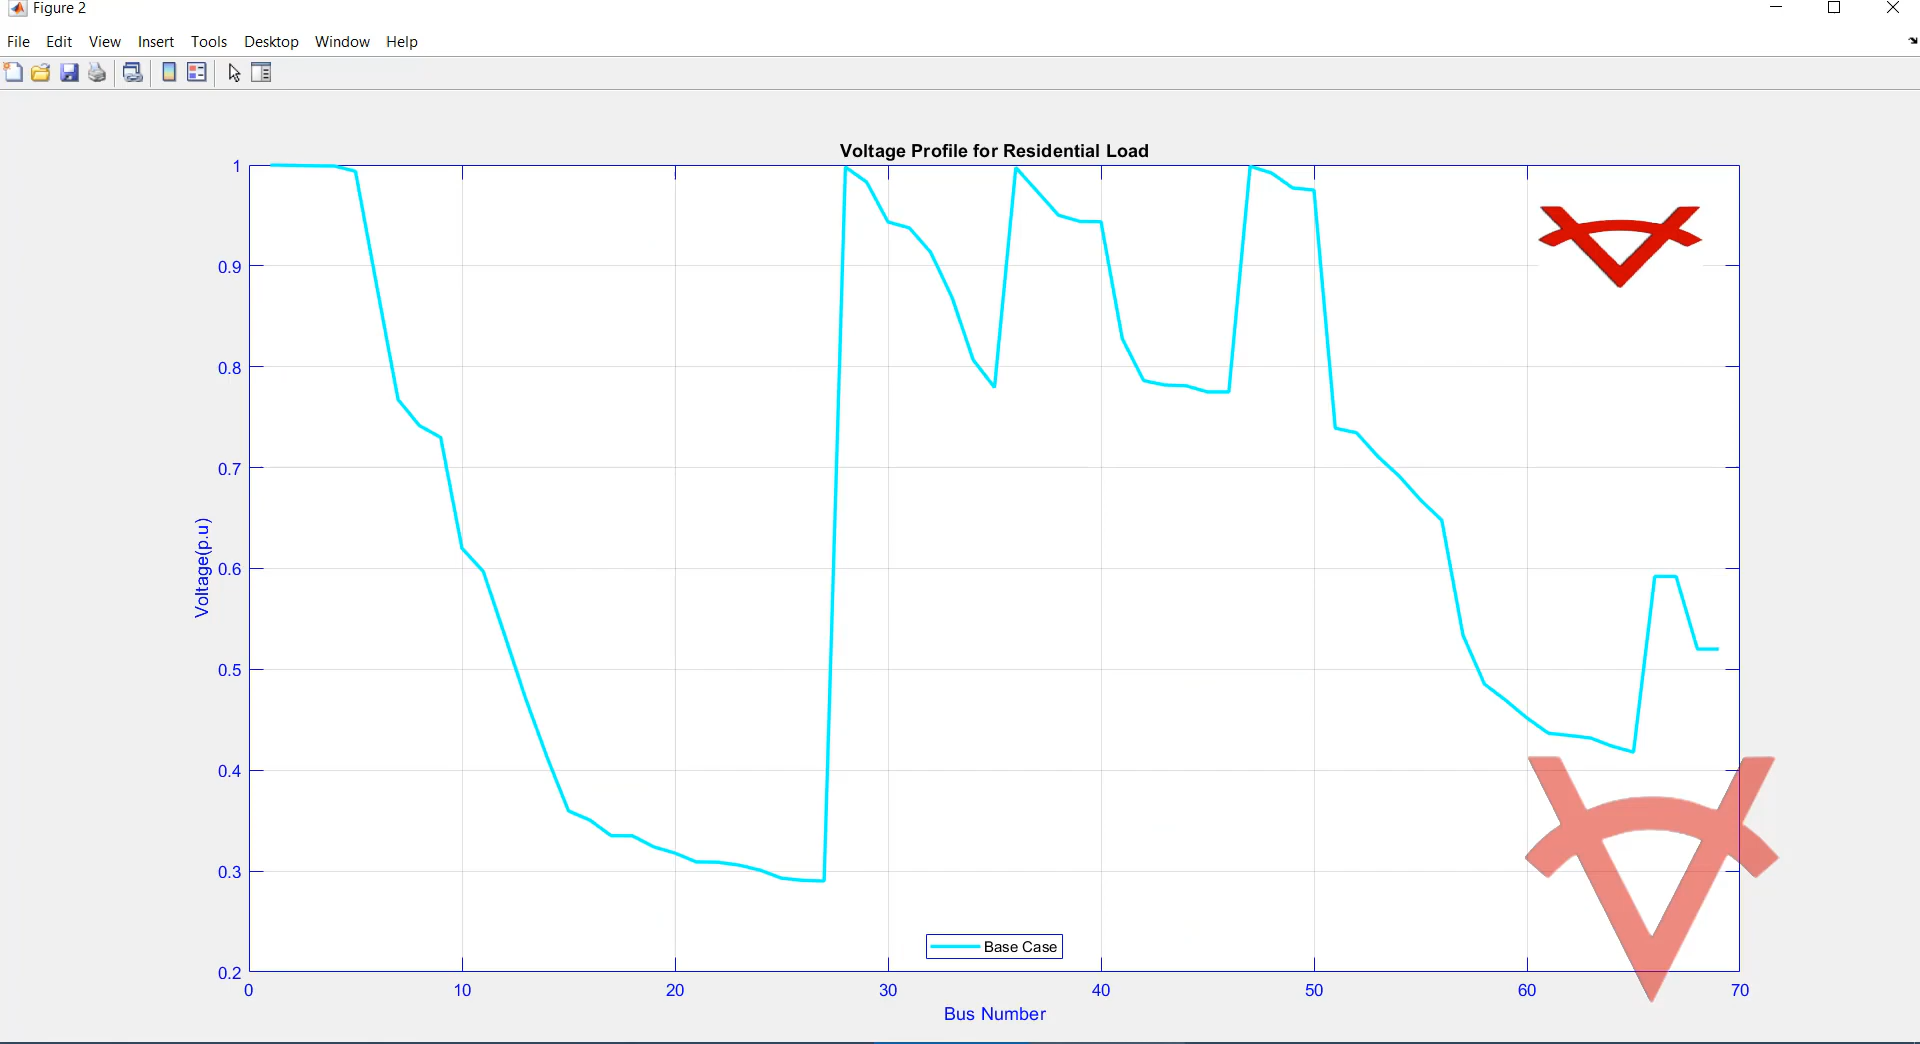 Figure 2
File Edit View Insert Tools Desktop Window Help
Voltage Profile for Residential Load
1
0.9
0.8
0.7
0.6
0.5
0.4
0.3
0.2
Voltage(p.u)
Base Case
0 10 20 30 40 50 60 70
Bus Number